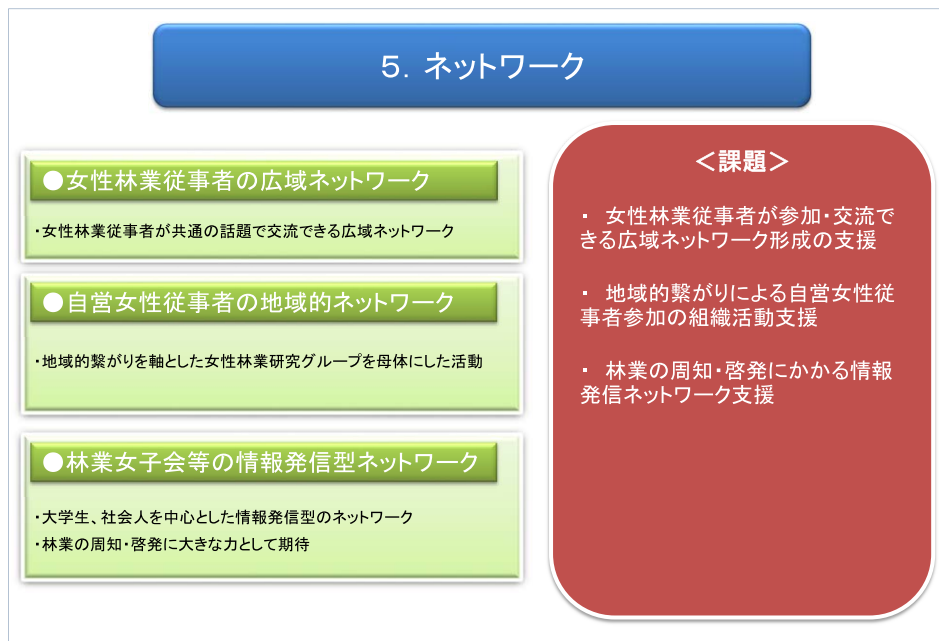 ５．ネットワーク
●女性林業従事者の広域ネットワーク
・女性林業従事者が共通の話題で交流できる広域ネットワーク
●自営女性従事者の地域的ネットワーク
・地域的繋がりを軸とした女性林業研究グループを母体にした活動
●林業女子会等の情報発信型ネットワーク
・大学生、社会人を中心とした情報発信型のネットワーク
・林業の周知・啓発に大きな力として期待
＜課題＞
・ 女性林業従事者が参加・交流で
きる広域ネットワーク形成の支援
・ 地域的繋がりによる自営女性従
事者参加の組織活動支援
・ 林業の周知・啓発にかかる情報
発信ネットワーク支援